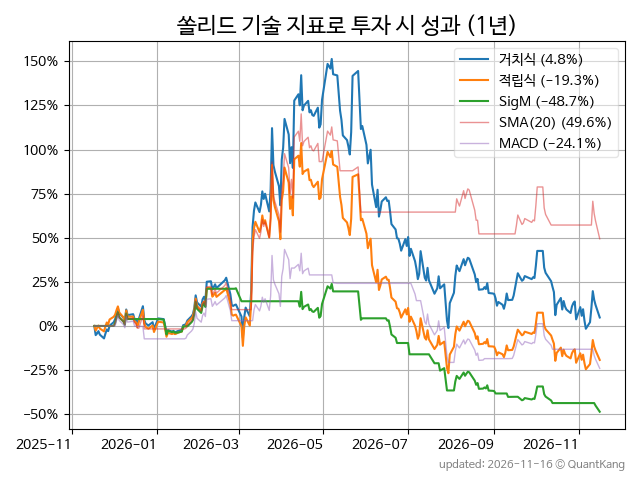 쏠리드 기술 지표로 투자 시 성과 (1년)
거치식 (4.8%)
적립식 (−19.3%)
SigM (−48.7%)
SMA(20) (49.6%)
MACD (−24.1%)
150%
125%
100%
75%
50%
25%
0%
−25%
−50%
2025-11
2026-01
2026-03
2026-05
2026-07
2026-09
2026-11
updated: 2026-11-16 © QuantKang